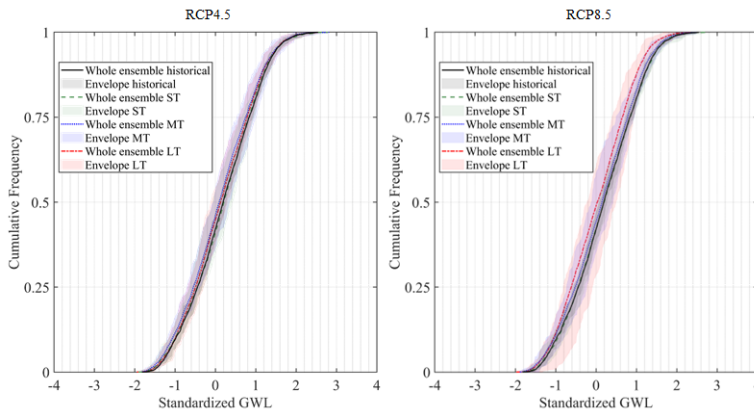 RCP4.5
Cumulative Frequency
1
0.75
0.5
0.25
0
Whole ensemble historical
Envelope historical
Whole ensemble ST
Envelope ST
Whole ensemble MT
Envelope MT
Whole ensemble LT
Envelope LT
-4 -3 -2 -1 0 1 2 3 4
Standardized GWL
RCP8.5
Cumulative Frequency
1
0.75
0.5
0.25
0
Whole ensemble historical
Envelope historical
Whole ensemble ST
Envelope ST
Whole ensemble MT
Envelope MT
Whole ensemble LT
Envelope LT
-4 -3 -2 -1 0 1 2 3
Standardized GWL